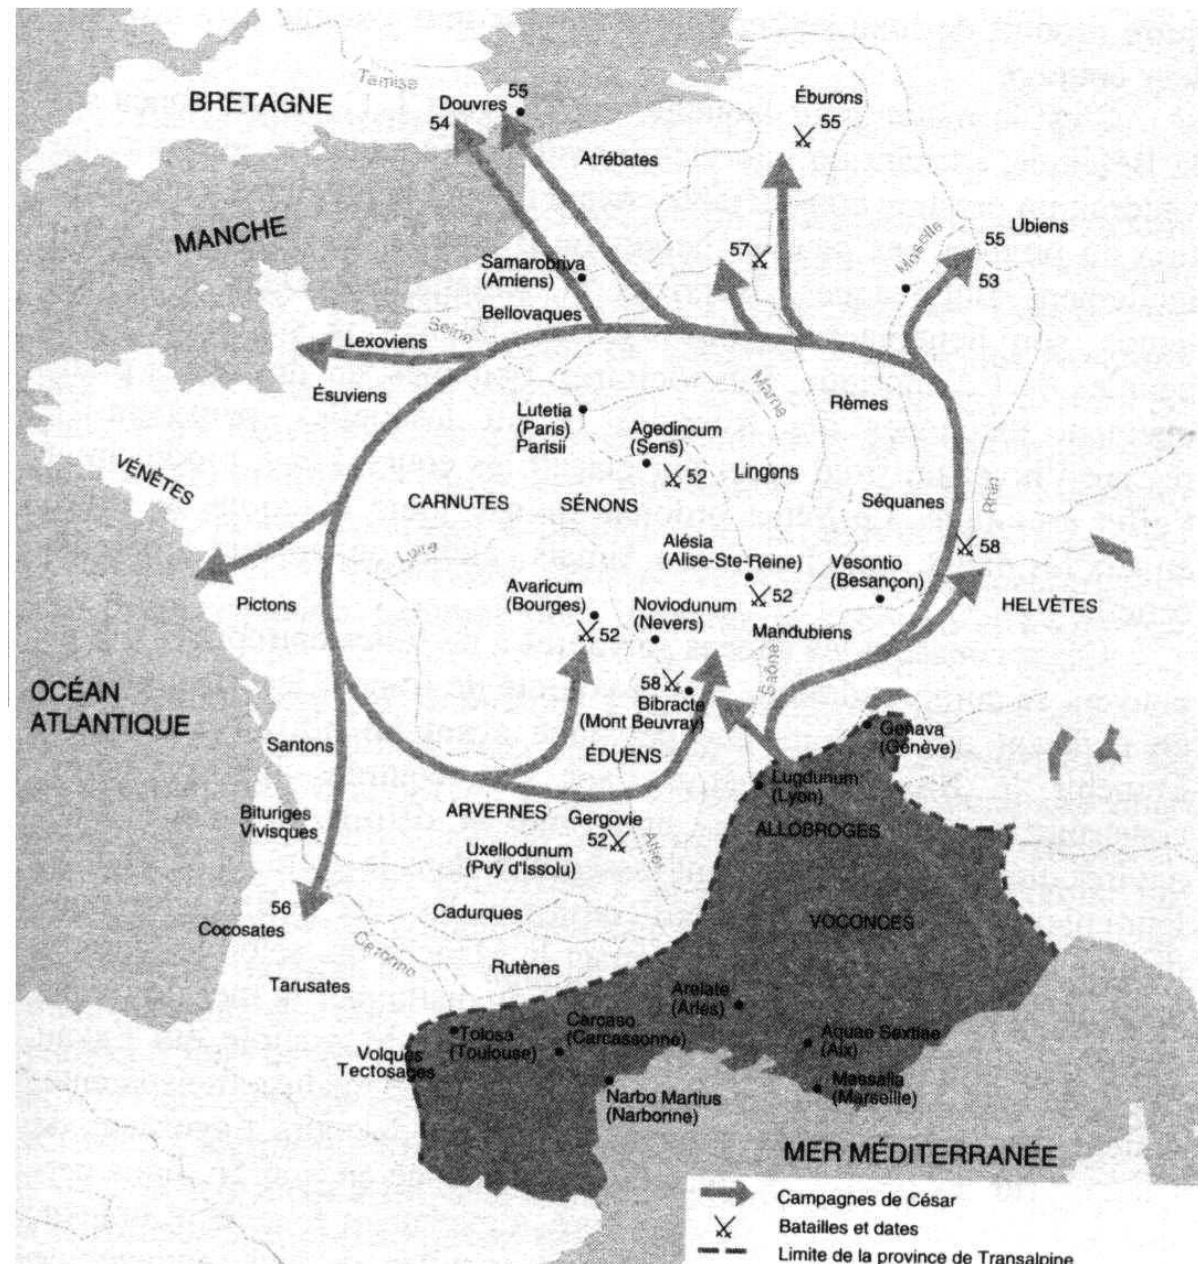 Tamise
BRETAGNE
Douvres
55
54
Éburons
55
Atrébates
MANCHE
57
Moselle
Ubiens
55
53
Samarobriva
(Amiens)
Bellovaques
Seine
Lexoviens
Ésuviens
Marne
Rèmes
Lutetia
(Paris)
Parisii
Agedincum
(Sens)
52
Lingons
VÉNÈTES
CARNUTES
SÉNONS
Séquanes
Rhin
Loire
Alésia
(Alise-Ste-Reine)
52
Vesontio
(Besançon)
58
HELVÈTES
Pictons
Avaricum
(Bourges)
52
Noviodunum
(Nevers)
Mandubiens
Saône
58
Bibracte
(Mont Beuvray)
OCÉAN
ATLANTIQUE
Santons
ÉDUENS
Genava
(Génève)
Lugdunum
(Lyon)
Bituriges
Vivisques
ARVERNES
Gergovie
52
Allier
ALLOBROGES
Uxellodunum
(Puy d'Issolu)
56
Cocosates
Cadurques
VOCONCES
Garonne
Rutènes
Tarusates
Arelate
(Arles)
Tolosa
(Toulouse)
Carcaso
(Carcassonne)
Aquae Sextiae
(Aix)
Volques
Tectosages
Narbo Martius
(Narbonne)
Massalia
(Marseille)
MER MÉDITERRANÉE
Campagnes de César
Batailles et dates
Limite de la province de Transalpine